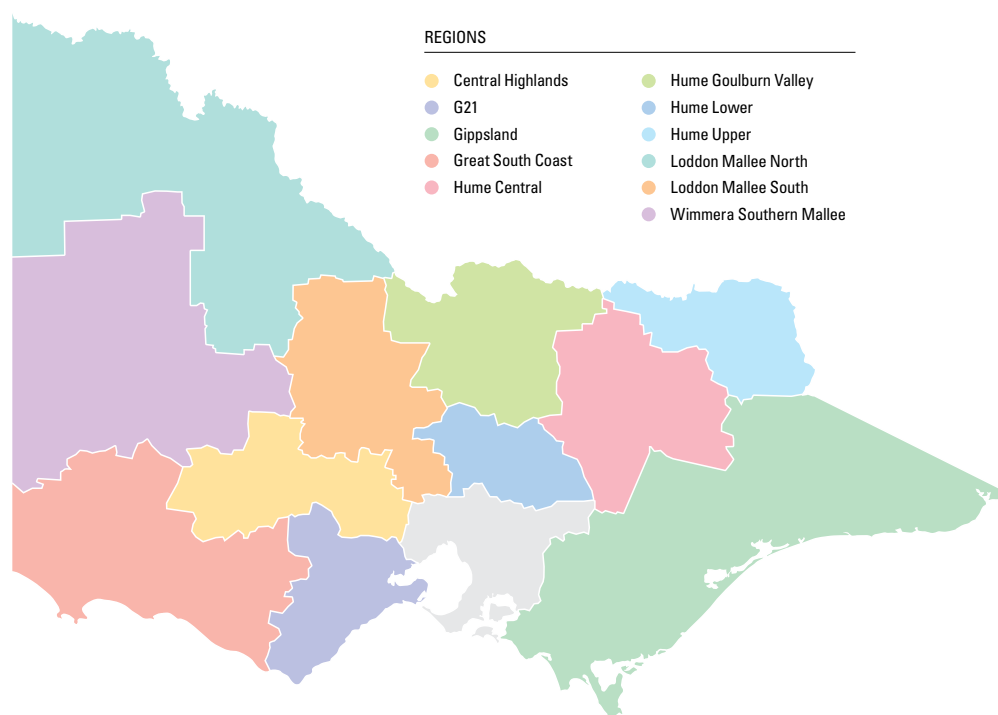 REGIONS
Central Highlands
G21
Gippsland
Great South Coast
Hume Central
Hume Goulburn Valley
Hume Lower
Hume Upper
Loddon Mallee North
Loddon Mallee South
Wimmera Southern Mallee